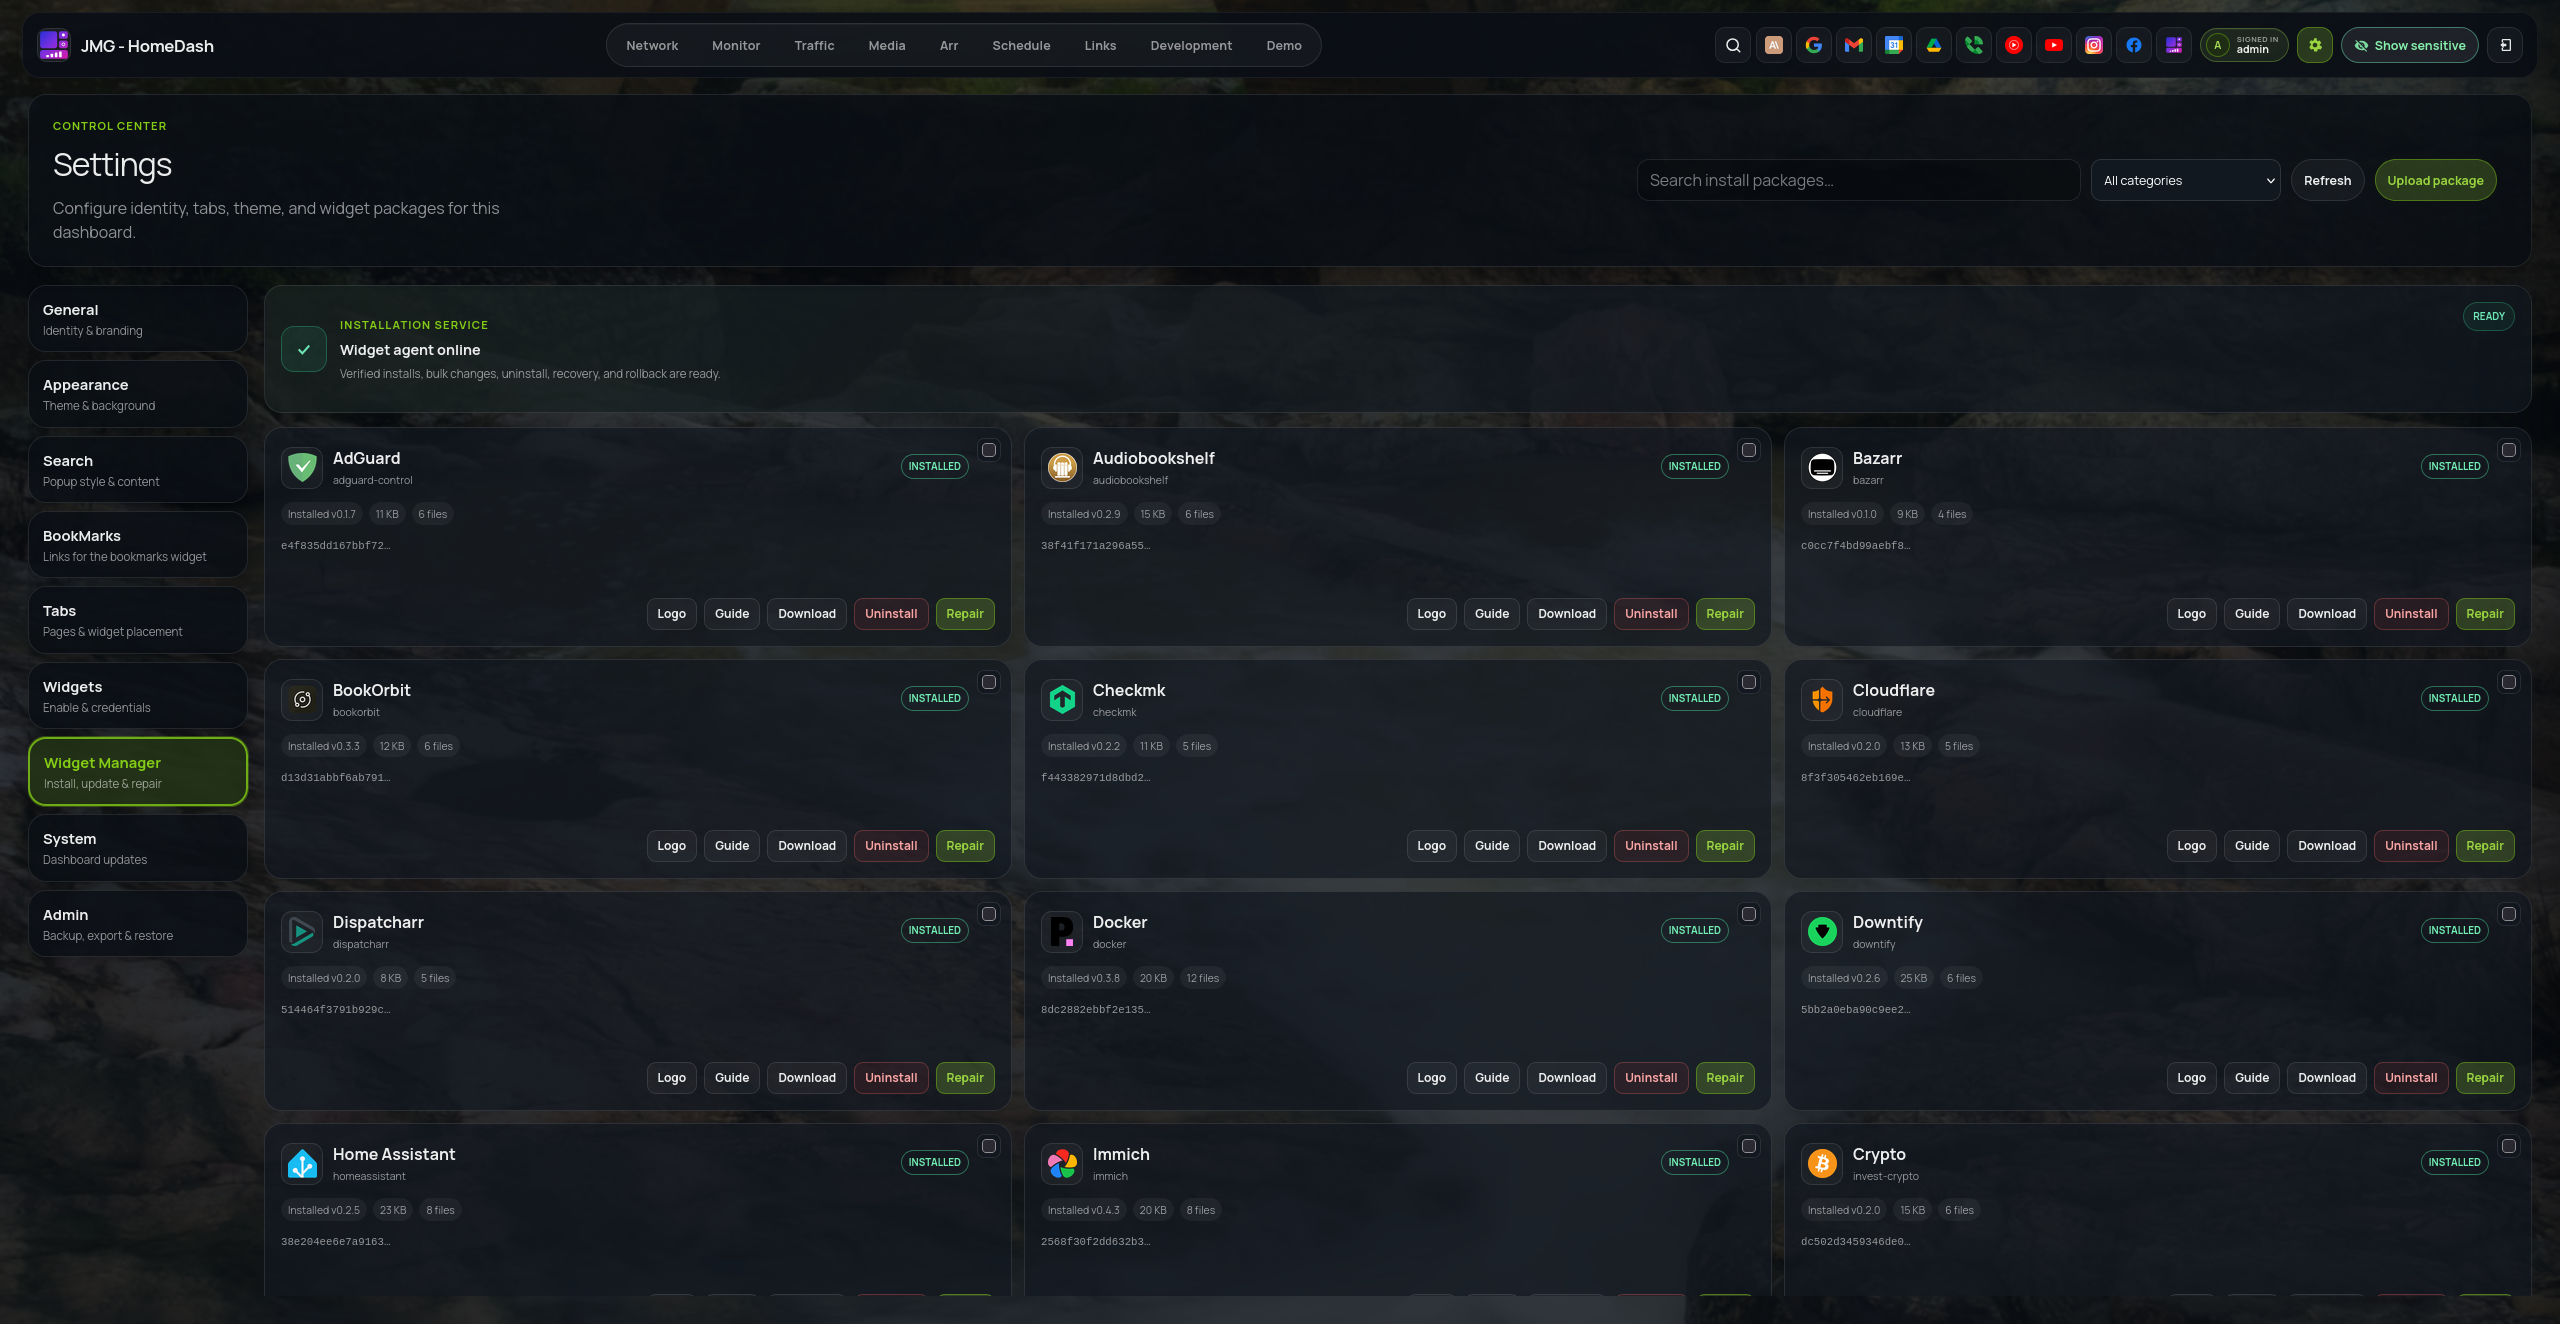 JMG - HomeDash
Network Monitor Traffic Media Arr Schedule Links Development Demo
31
A SIGNED IN
admin
Show sensitive
CONTROL CENTER
Settings
Configure identity, tabs, theme, and widget packages for this
dashboard.
Search install packages...
All categories
Refresh
Upload package
General
Identity & branding
Appearance
Theme & background
Search
Popup style & content
BookMarks
Links for the bookmarks widget
Tabs
Pages & widget placement
Widgets
Enable & credentials
Widget Manager
Install, update & repair
System
Dashboard updates
Admin
Backup, export & restore
INSTALLATION SERVICE
Widget agent online
Verified installs, bulk changes, uninstall, recovery, and rollback are ready.
READY
AdGuard
adguard-control
INSTALLED
Installed v0.1.7 11 KB 6 files
e4f835dd167bbf72…
Logo Guide Download Uninstall Repair
Audiobookshelf
audiobookshelf
INSTALLED
Installed v0.2.9 15 KB 6 files
38f41f171a296a55…
Logo Guide Download Uninstall Repair
Bazarr
bazarr
INSTALLED
Installed v0.1.0 9 KB 4 files
c0cc7f4bd99aebf8…
Logo Guide Download Uninstall Repair
BookOrbit
bookorbit
INSTALLED
Installed v0.3.3 12 KB 6 files
d13d31abbf6ab791…
Logo Guide Download Uninstall Repair
Checkmk
checkmk
INSTALLED
Installed v0.2.2 11 KB 5 files
f443382971d8dbd2…
Logo Guide Download Uninstall Repair
Cloudflare
cloudflare
INSTALLED
Installed v0.2.0 13 KB 5 files
8f3f305462eb169e…
Logo Guide Download Uninstall Repair
Dispatcharr
dispatcharr
INSTALLED
Installed v0.2.0 8 KB 5 files
514464f3791b929c…
Logo Guide Download Uninstall Repair
Docker
docker
INSTALLED
Installed v0.3.8 20 KB 12 files
8dc2882ebbf2e135…
Logo Guide Download Uninstall Repair
Downtify
downtify
INSTALLED
Installed v0.2.6 25 KB 6 files
5bb2a0eba90c9ee2…
Logo Guide Download Uninstall Repair
Home Assistant
homeassistant
INSTALLED
Installed v0.2.5 23 KB 8 files
38e204ee6e7a9163…
Immich
immich
INSTALLED
Installed v0.4.3 20 KB 8 files
2568f30f2dd632b3…
Crypto
invest-crypto
INSTALLED
Installed v0.2.0 15 KB 6 files
dc502d3459346de0…